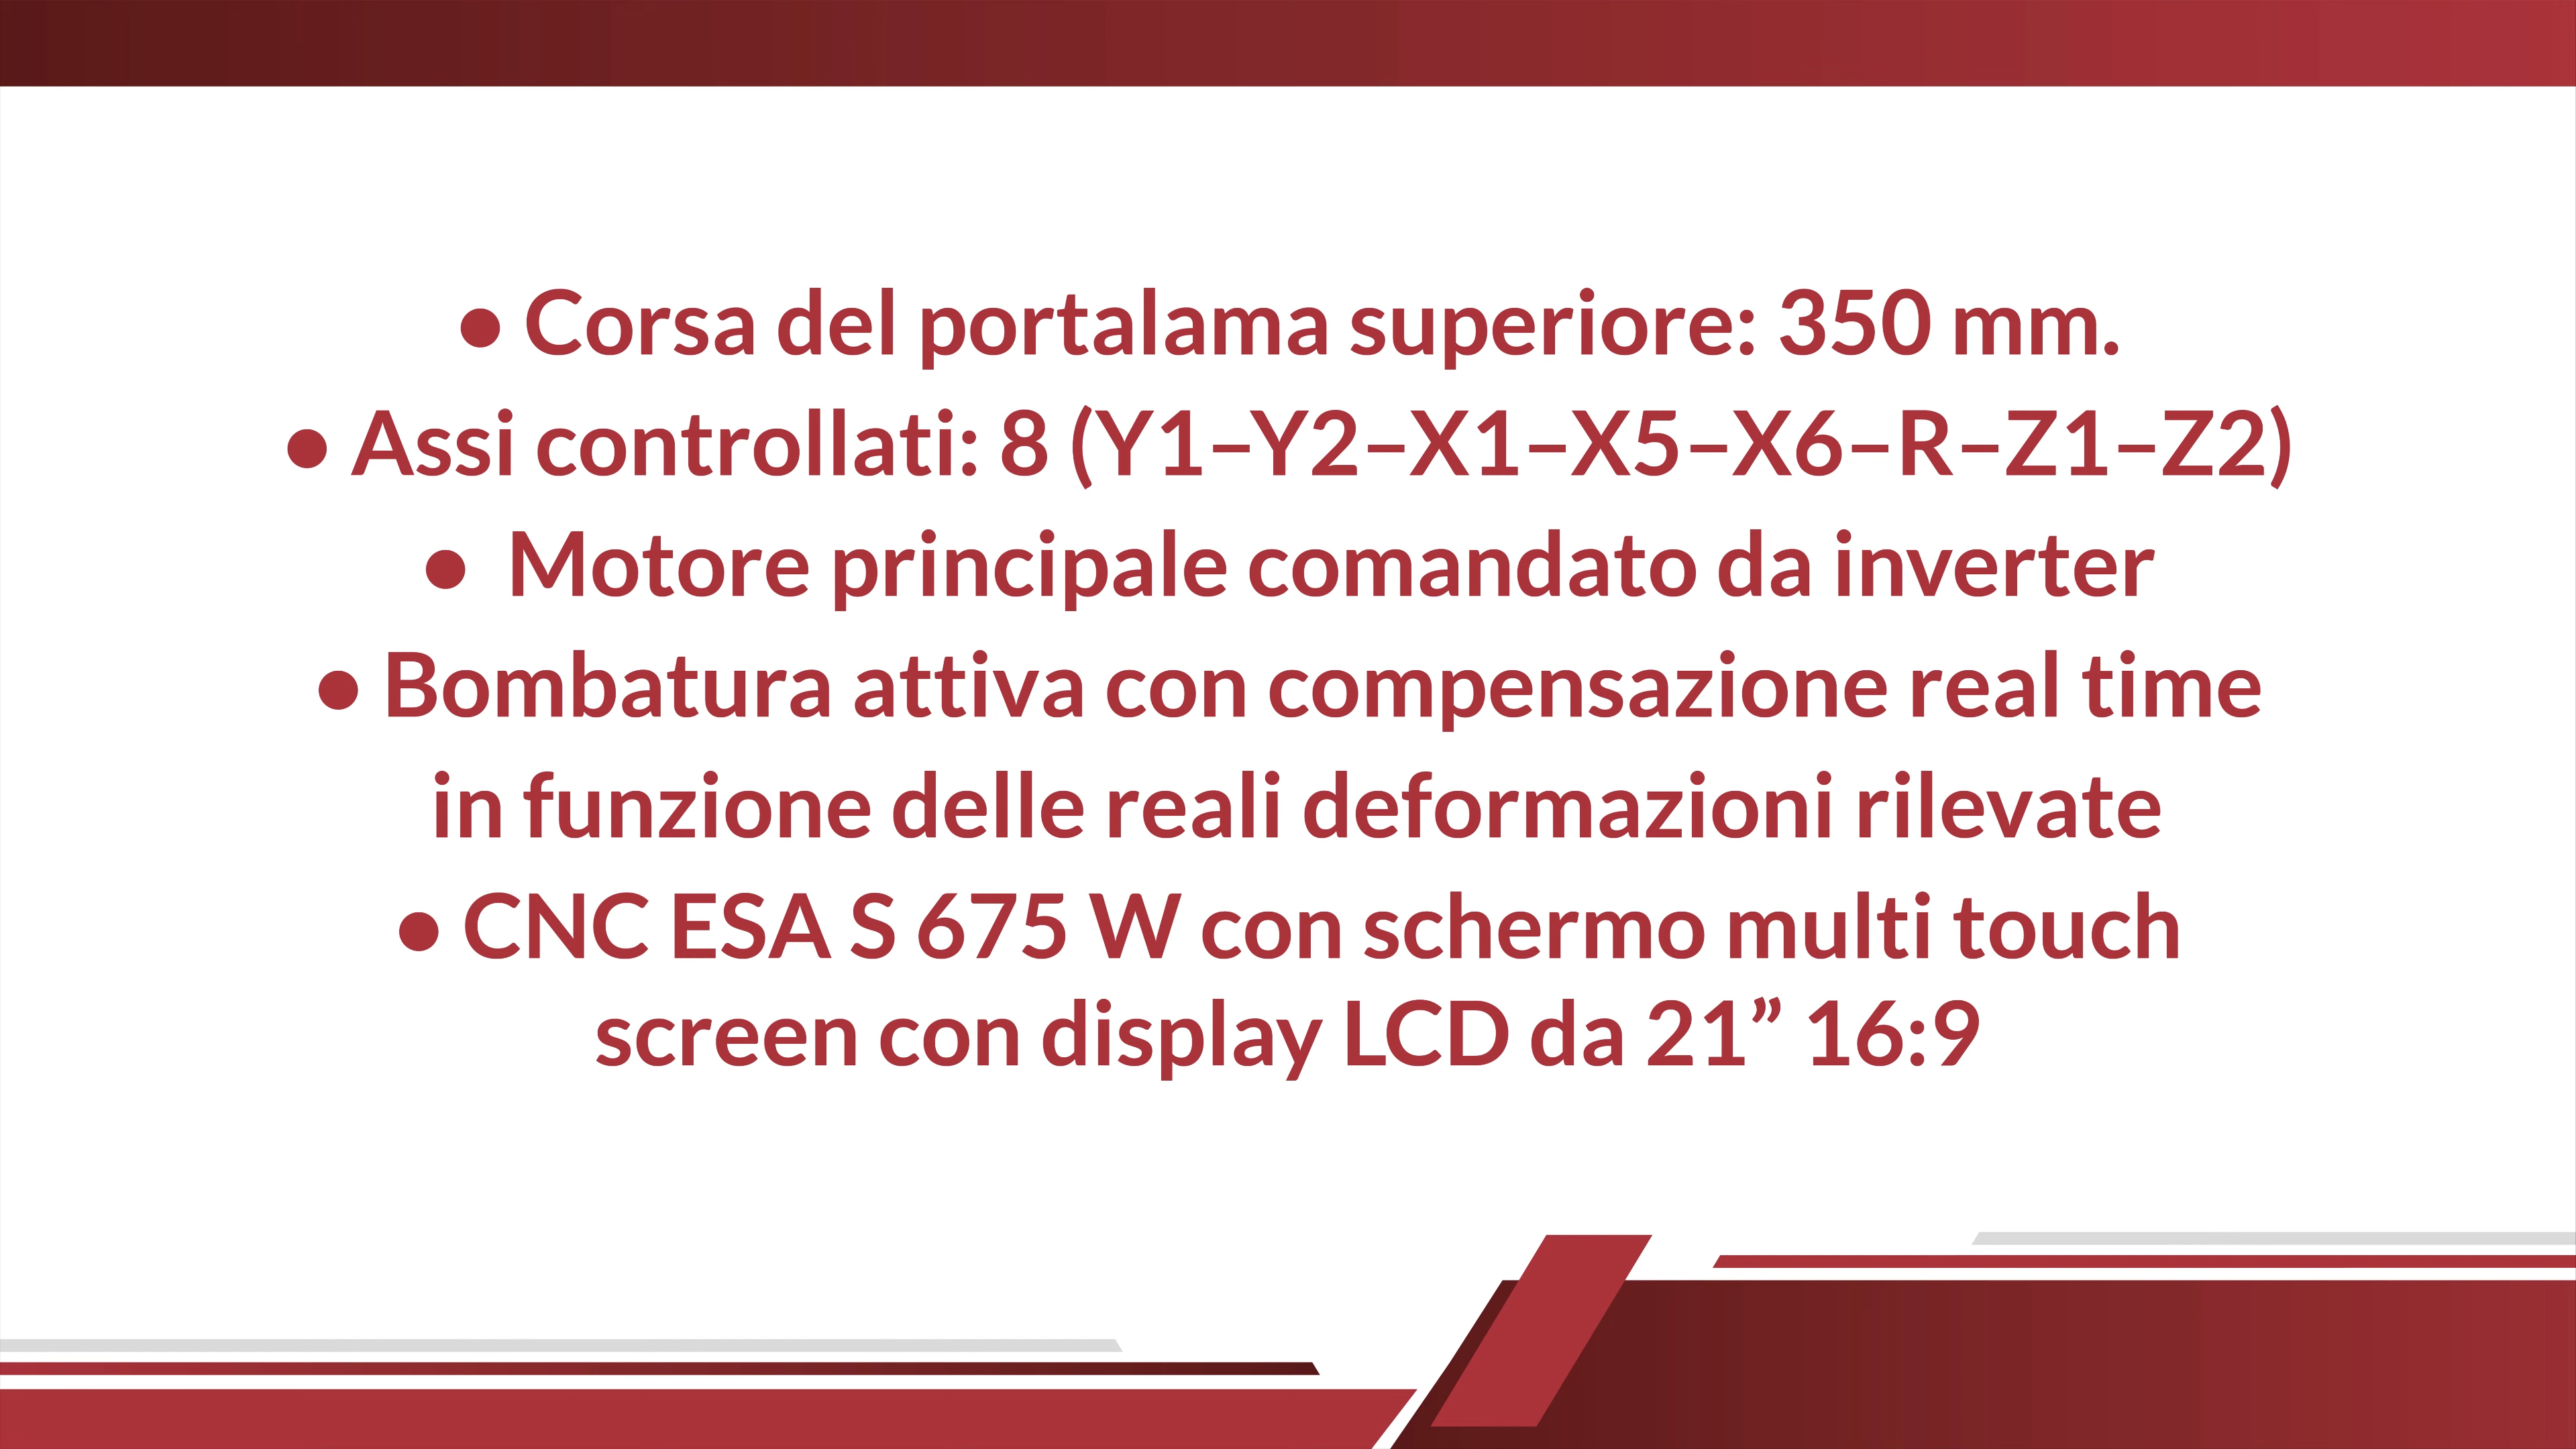 • Corsa del portalama superiore: 350 mm.
• Assi controllati: 8 (Y1–Y2–X1–X5–X6–R–Z1–Z2)
• Motore principale comandato da inverter
• Bombatura attiva con compensazione real time
in funzione delle reali deformazioni rilevate
• CNC ESA S 675 W con schermo multi touch
screen con display LCD da 21” 16:9